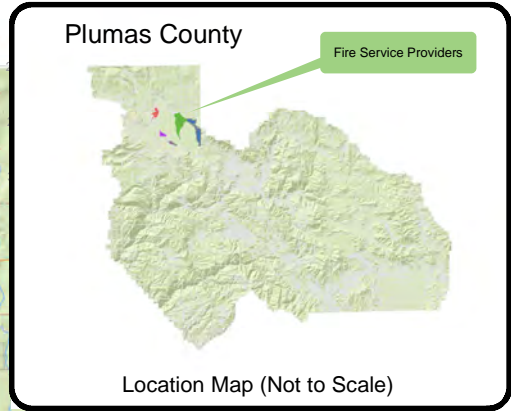 Plumas County
Fire Service Providers
Location Map (Not to Scale)